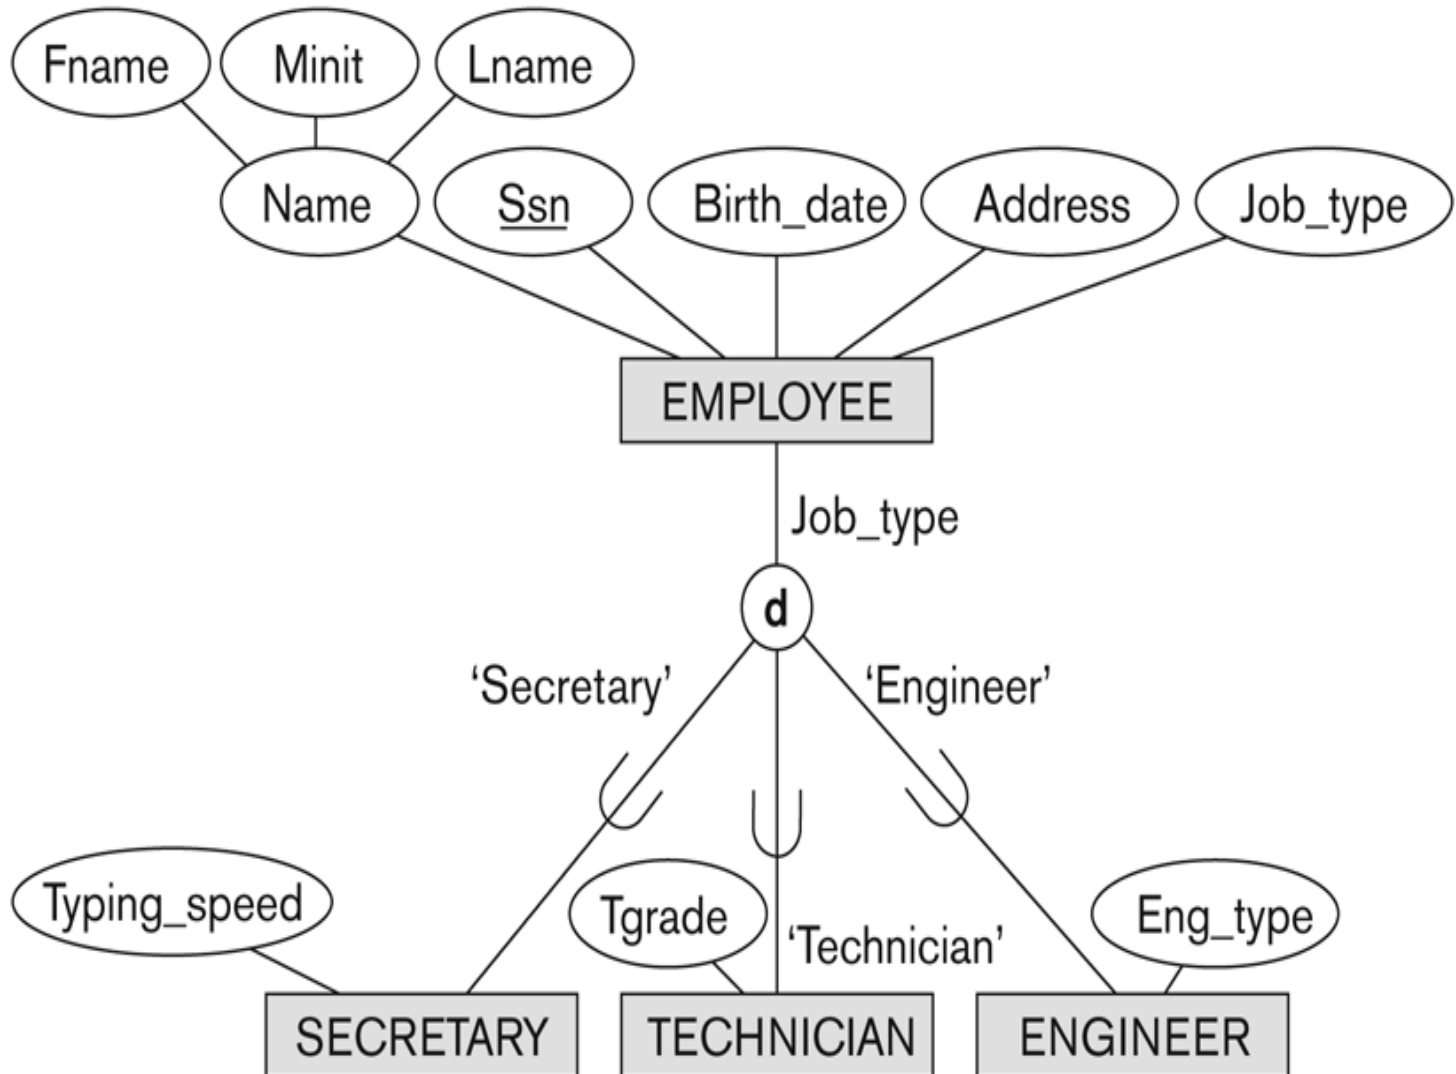 Fname Minit Lname
Name Ssn Birth_date Address Job_type
EMPLOYEE
Job_type
d
‘Secretary’ ‘Engineer’
Typing_speed Tgrade Eng_type
‘Technician’
SECRETARY TECHNICIAN ENGINEER